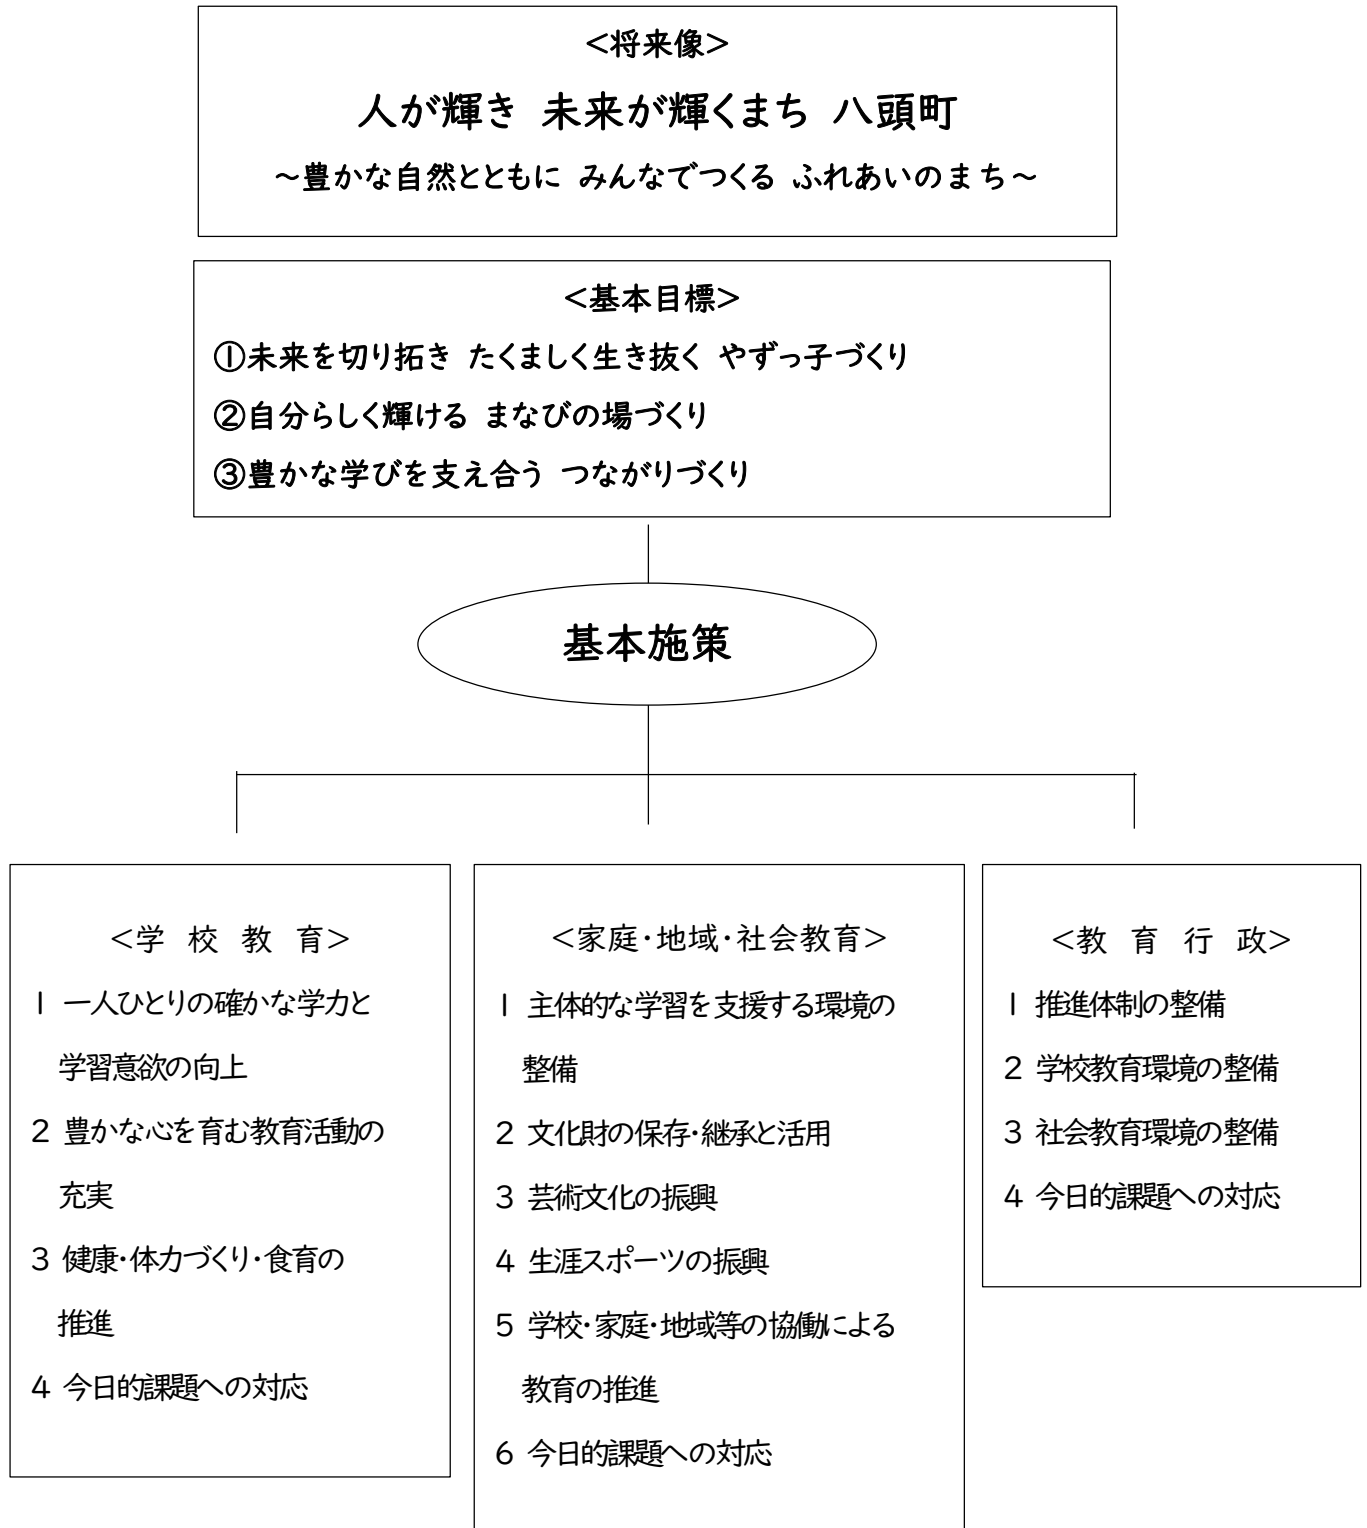 <将来像>
人が輝き 未来が輝くまち 八頭町
~豊かな自然とともに みんなでつくる ふれあいのまち~
<基本目標>
①未来を切り拓き たくましく生き抜く やずっ子づくり
②自分らしく輝ける まなびの場づくり
③豊かな学びを支え合う つながりづくり
基本施策
<学 校 教 育>
1 一人ひとりの確かな学力と
学習意欲の向上
2 豊かな心を育む教育活動の
充実
3 健康・体力づくり・食育の
推進
4 今日的課題への対応
<家庭・地域・社会教育>
1 主体的な学習を支援する環境の
整備
2 文化財の保存・継承と活用
3 芸術文化の振興
4 生涯スポーツの振興
5 学校・家庭・地域等の協働による
教育の推進
6 今日的課題への対応
<教 育 行 政>
1 推進体制の整備
2 学校教育環境の整備
3 社会教育環境の整備
4 今日的課題への対応